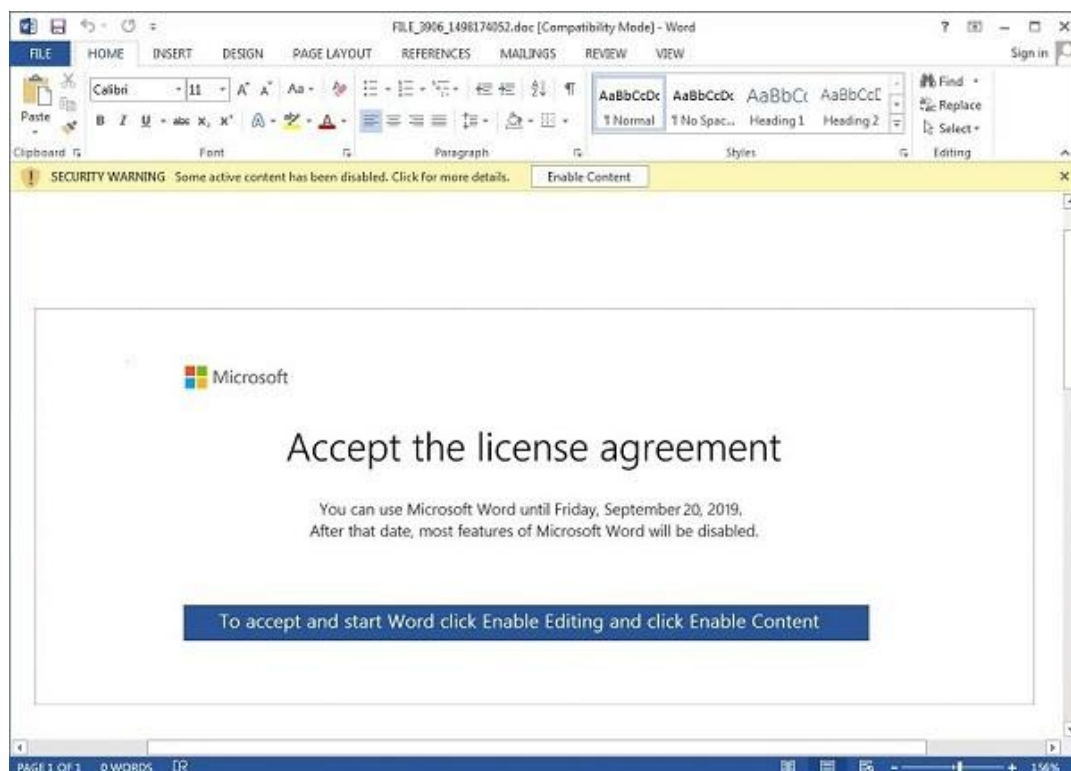 FILE_3906_1498174052.doc [Compatibility Mode] - Word
FILE HOME INSERT DESIGN PAGE LAYOUT REFERENCES MAILINGS REVIEW VIEW Sign in
Paste
Calibri 11 A A Aa
B I U abc x, x' A A
AaBbCcDc AaBbCcDc AaBbCc AaBbCcE
¶ Normal ¶ No Spac... Heading 1 Heading 2
Find
Replace
Select
Clipboard Font Paragraph Styles Editing
SECURITY WARNING Some active content has been disabled. Click for more details. Enable Content
Microsoft
Accept the license agreement
You can use Microsoft Word until Friday, September 20, 2019.
After that date, most features of Microsoft Word will be disabled.
To accept and start Word click Enable Editing and click Enable Content
PAGE 1 OF 1 0 WORDS 156%